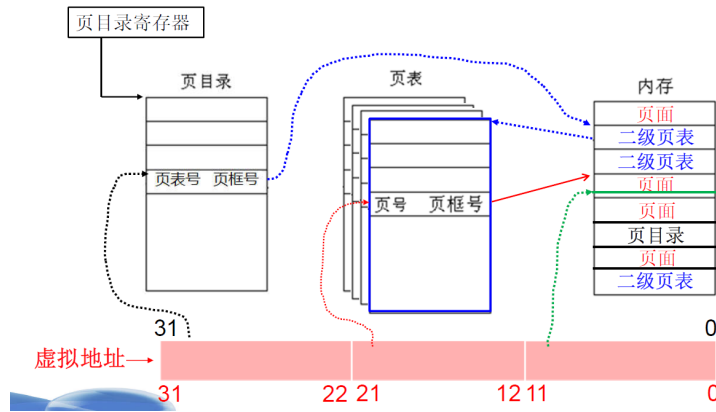 页目录寄存器
页目录
页表
内存
页面
二级页表
二级页表
页面
页面
页目录
页面
二级页表
页表号 页框号
页号 页框号
31
0
虚拟地址
31
22
21
12
11
0